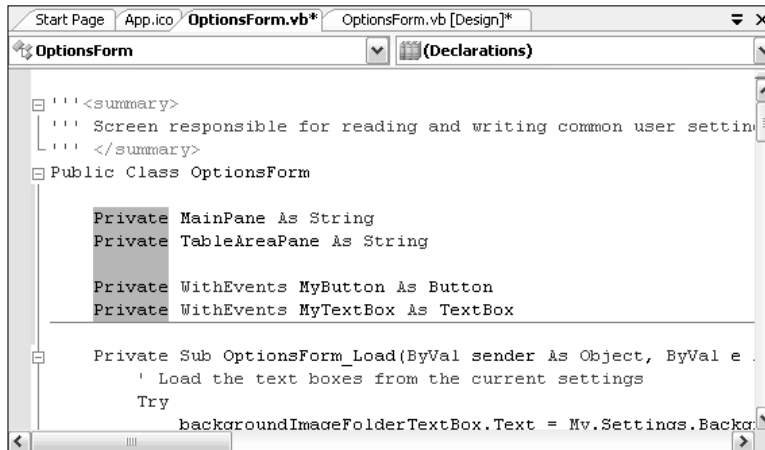 Start Page App.ico OptionsForm.vb* OptionsForm.vb [Design]*
OptionsForm (Declarations)
'''<summary>
''' Screen responsible for reading and writing common user settin
''' </summary>
Public Class OptionsForm
Private MainPane As String
Private TableAreaPane As String
Private WithEvents MyButton As Button
Private WithEvents MyTextBox As TextBox
Private Sub OptionsForm_Load(ByVal sender As Object, ByVal e
' Load the text boxes from the current settings
Try
backgroundImageFolderTextBox.Text = My.Settings.Backg